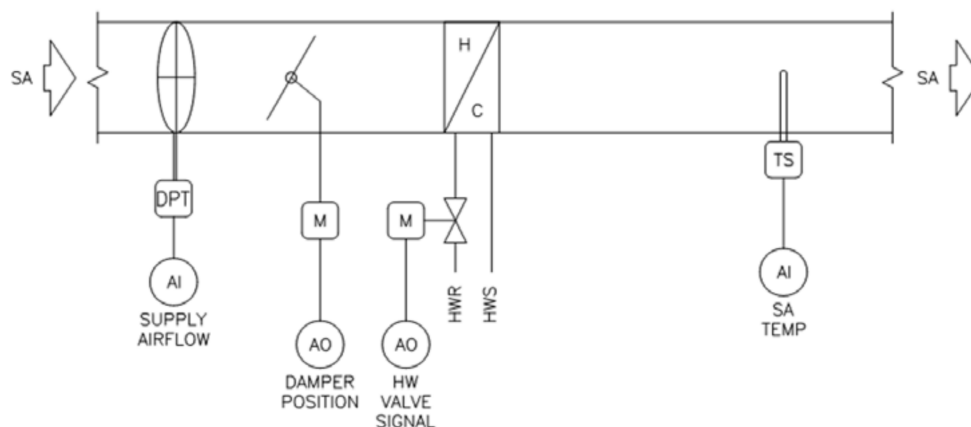 SA
H
C
SA
DPT
M
M
TS
AI
SUPPLY
AIRFLOW
HWR
HWS
AI
SA
TEMP
AO
DAMPER
POSITION
AO
HW
VALVE
SIGNAL